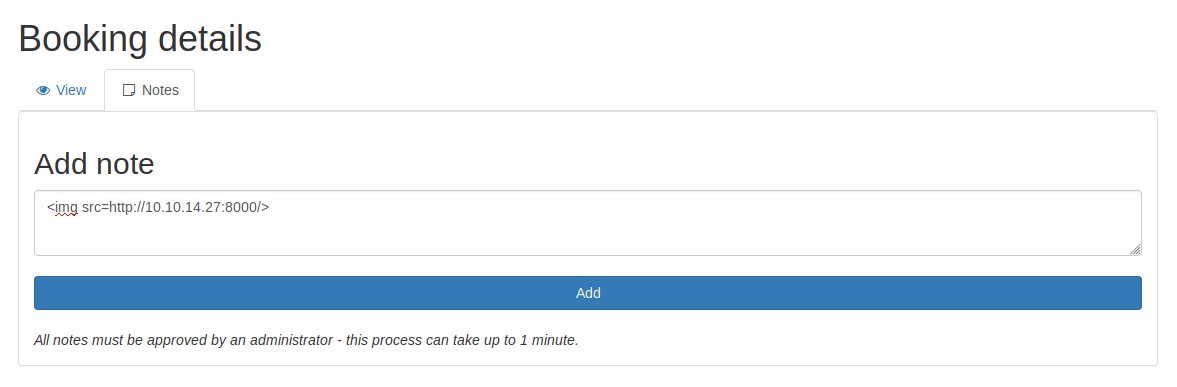 Booking details
View
Notes
Add note
<img src=http://10.10.14.27:8000/>
Add
All notes must be approved by an administrator - this process can take up to 1 minute.